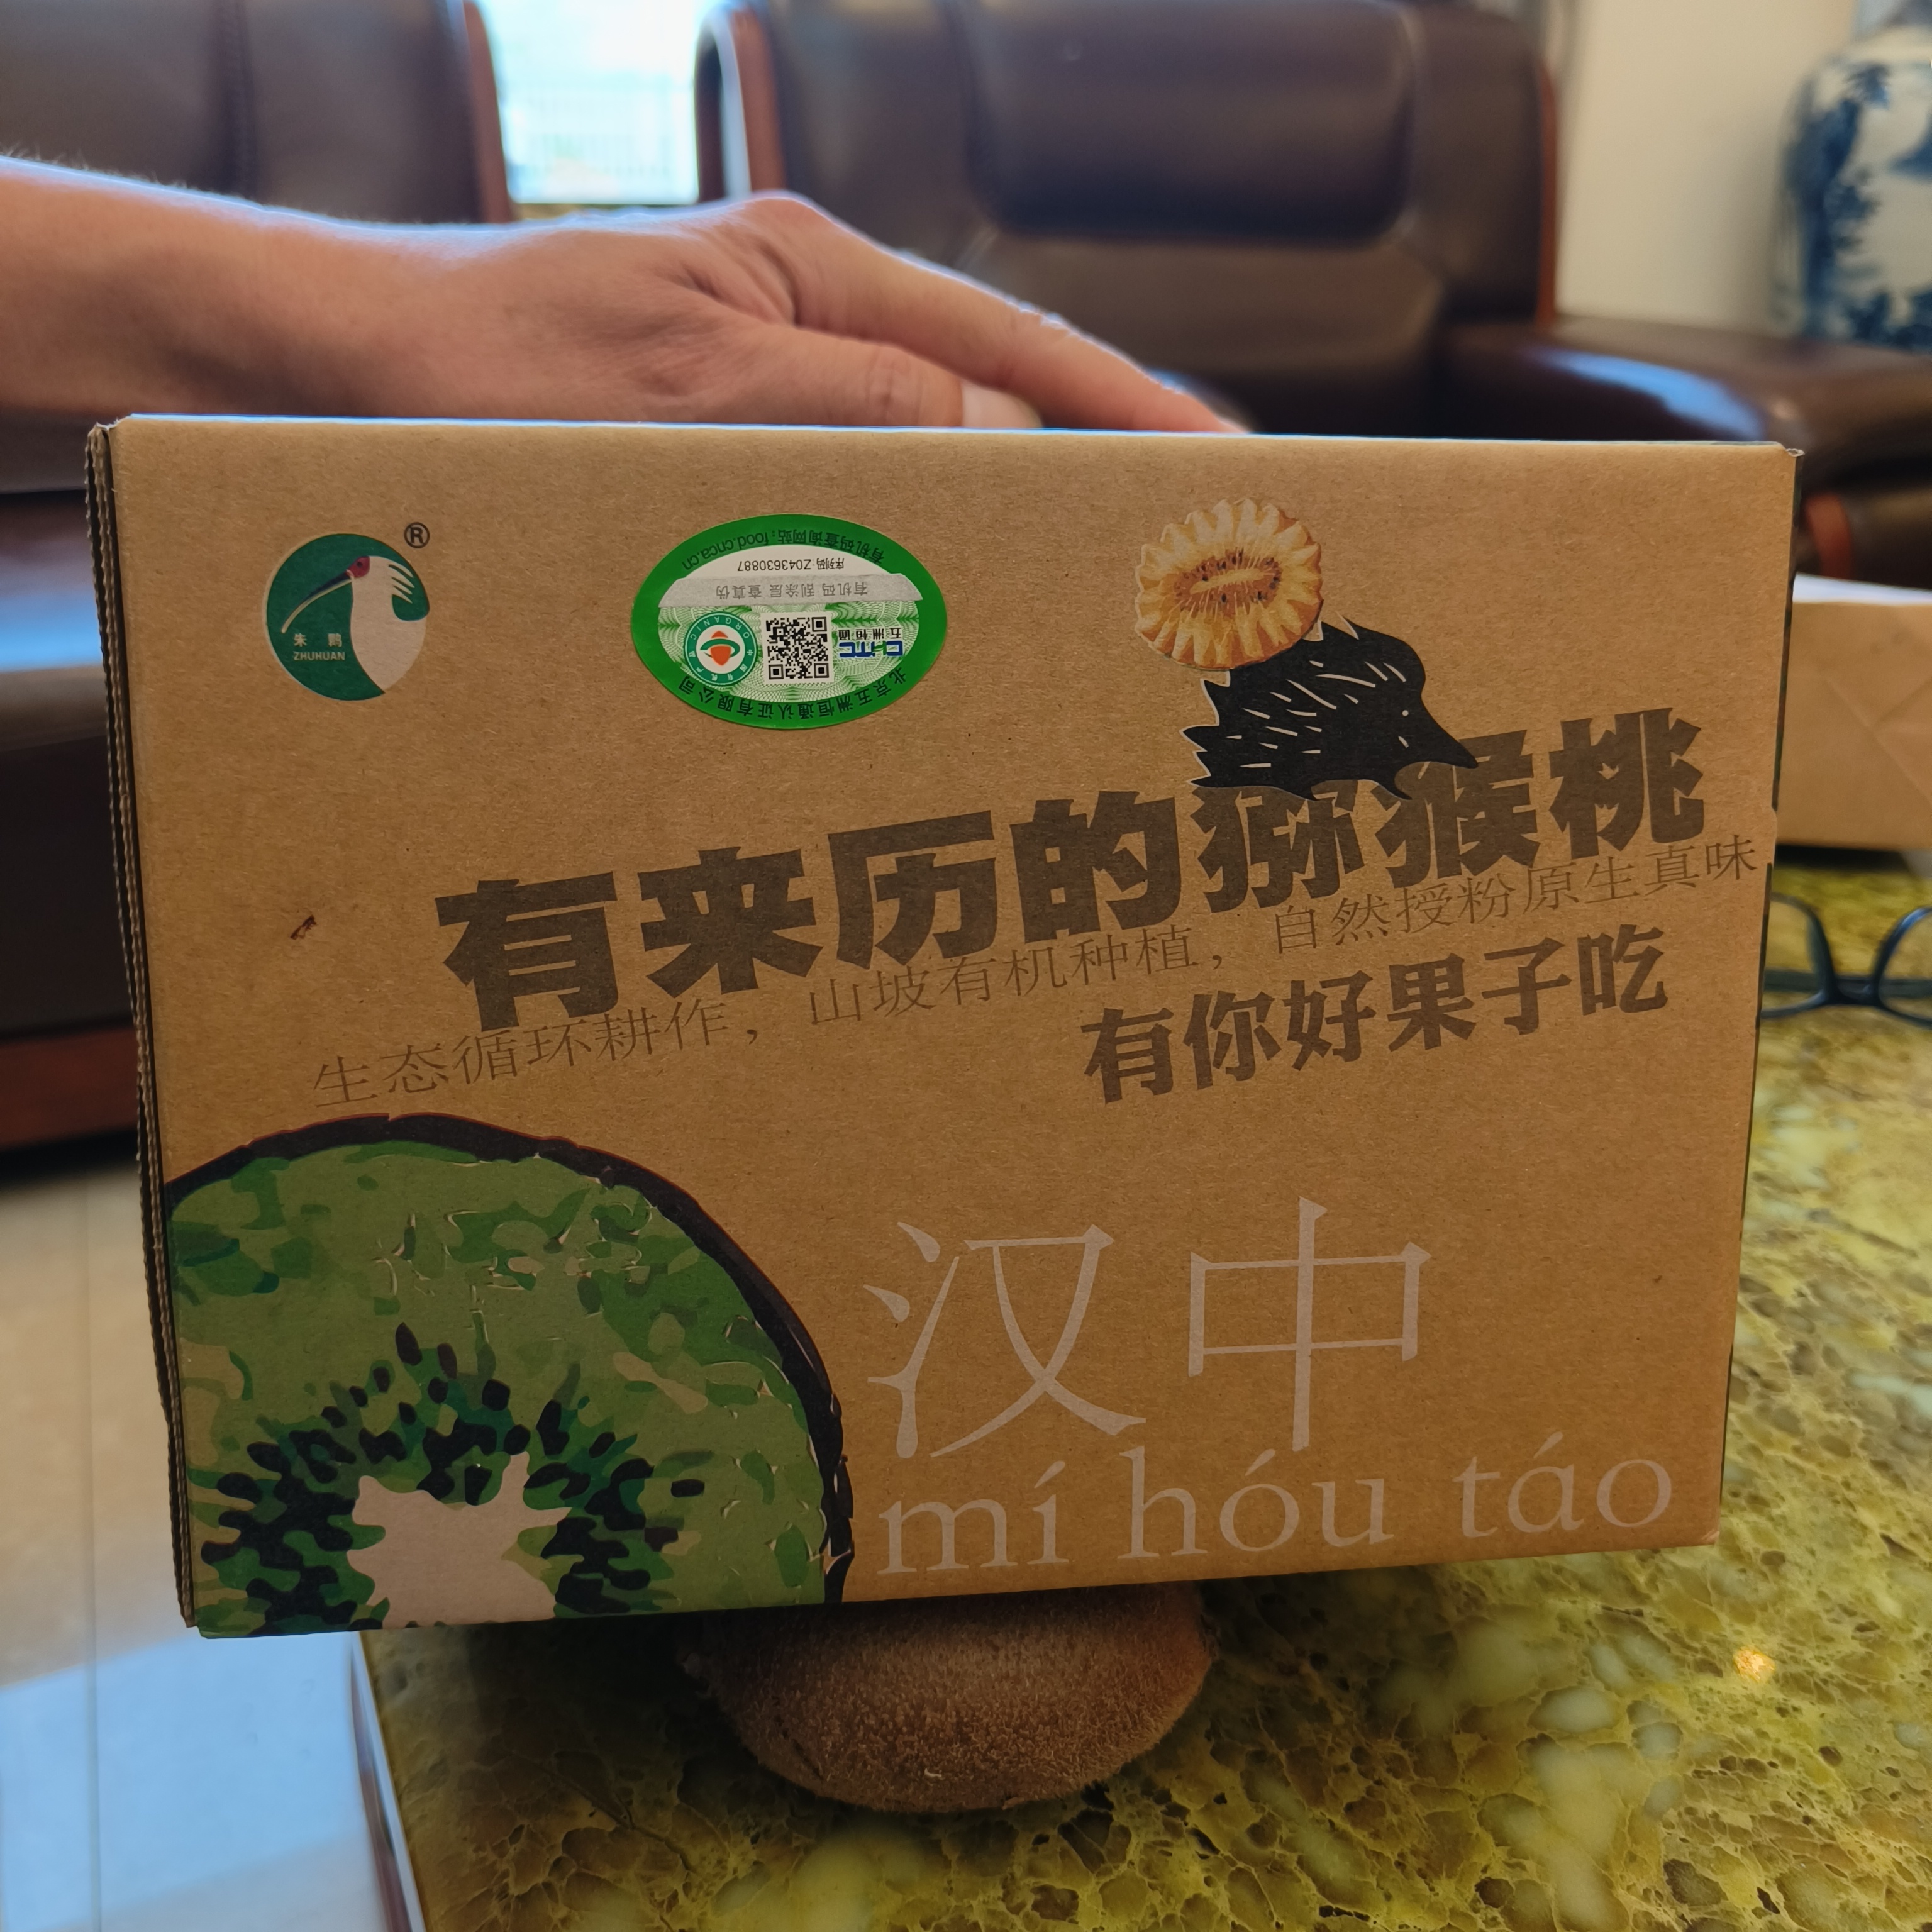 ®
朱鹮
ZHUHUAN
有机码查询网站：food.cnca.cn
序列码 Z043630887
有机码 刮涂层 查真伪
ORGANIC
五洲恒通
北京五洲恒通认证有限公司
有来历的猕猴桃
生态循环耕作，山坡有机种植，自然授粉原生真味
有你好果子吃
汉中
mí hóu táo